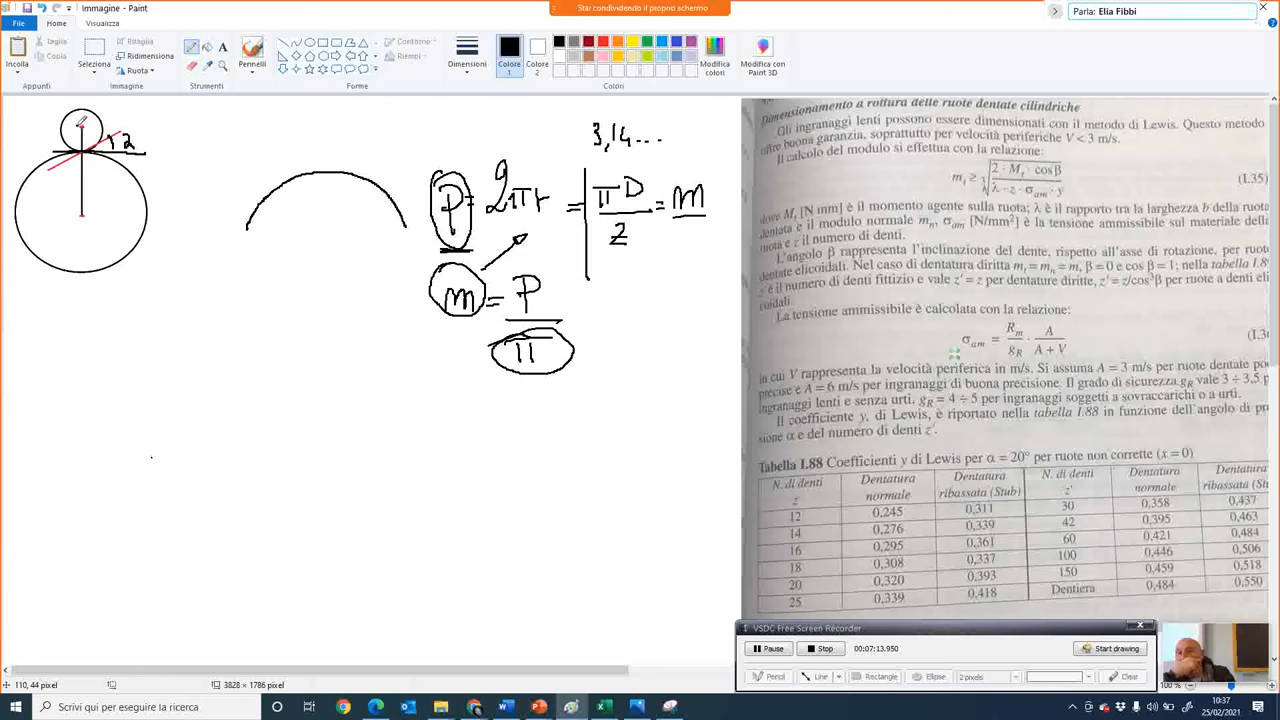 Immagine - Paint
Stai condividendo il proprio schermo
Parla: Elia Fibbi
File
Home
Visualizza
Incolla
Taglia
Copia
Appunti
Seleziona
Ritaglia
Ridimensiona
Ruota
Immagine
Strumenti
Pennelli
Contorno
Riempi
Forme
Dimensioni
Colore 1
Colore 2
Colori
Modifica colori
Modifica con Paint 3D
2
P = 2πr = πD/z = m
3,14...
m = P/π
Dimensionamento a rottura delle ruote dentate cilindriche
Gli ingranaggi lenti possono essere dimensionati con il metodo di Lewis. Questo metodo
offre buona garanzia, soprattutto per velocità periferiche V < 3 m/s.
Il calcolo del modulo si effettua con la relazione:
m_t ≥ ∛(2 · M_t · cosβ / λ · z · σ_am · y) (I.35)
dove M_t [N mm] è il momento agente sulla ruota; λ è il rapporto tra la larghezza b della ruota
dentata e il modulo normale m_n, σ_am [N/mm²] è la tensione ammissibile sul materiale della
ruota e z il numero di denti.
L'angolo β rappresenta l'inclinazione del dente, rispetto all'asse di rotazione, per ruote
dentate elicoidali. Nel caso di dentatura diritta m_t = m_n = m, β = 0 e cos β = 1; nella tabella I.8
z' è il numero di denti fittizio e vale z' = z per dentature diritte, z' = z/cos³β per ruote a denti eli
coidali
La tensione ammissibile è calcolata con la relazione:
σ_am = R_m/g_R · A/(A + V) (I.3
in cui V rappresenta la velocità periferica in m/s. Si assuma A = 3 m/s per ruote dentate poc
precise e A = 6 m/s per ingranaggi di buona precisione. Il grado di sicurezza g_R vale 3 ÷ 3,5 p
ingranaggi lenti e senza urti, g_R = 4 ÷ 5 per ingranaggi soggetti a sovraccarichi o a urti.
Il coefficiente y, di Lewis, è riportato nella tabella I.88 in funzione dell'angolo di pr
sione α e del numero di denti z'.
Tabella I.88 Coefficienti y di Lewis per α = 20° per ruote non corrette (x = 0)
N. di denti z' Dentatura normale Dentatura ribassata (Stub) N. di denti z' Dentatura normale Dentatura ribassata (S
12 0,245 0,311 30 0,358 0,437
14 0,276 0,339 42 0,395 0,463
16 0,295 0,361 60 0,421 0,484
18 0,308 0,337 100 0,446 0,506
20 0,320 0,393 150 0,459 0,518
25 0,339 0,418 Dentiera 0,484 0,550
VSDC Free Screen Recorder
Pause
Stop
00:07:13.950
Start drawing
Pencil
Line
Rectangle
Ellipse
2 pixels
Clear
110, 44 pixel
3828 × 1786 pixel
100 %
Scrivi qui per eseguire la ricerca
10:37
25/02/2021